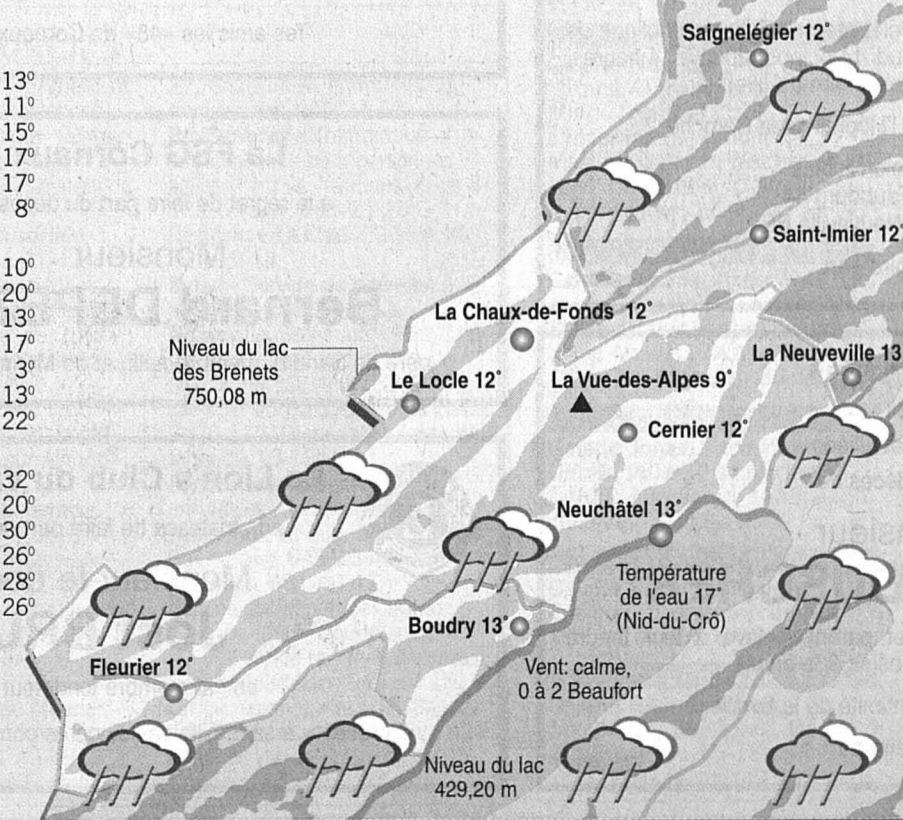 13°
11°
15°
17°
17°
8°
10°
20°
13°
17°
3°
13°
22°
32°
20°
30°
26°
28°
26°
Saignelégier 12°
Saint-Imier 12°
La Chaux-de-Fonds 12°
Niveau du lac
des Brenets
750,08 m
Le Locle 12°
La Vue-des-Alpes 9°
La Neuveville 13
Cernier 12°
Neuchâtel 13°
Température
de l'eau 17°
(Nid-du-Crô)
Boudry 13°
Vent: calme,
0 à 2 Beaufort
Fleurier 12°
Niveau du lac
429,20 m